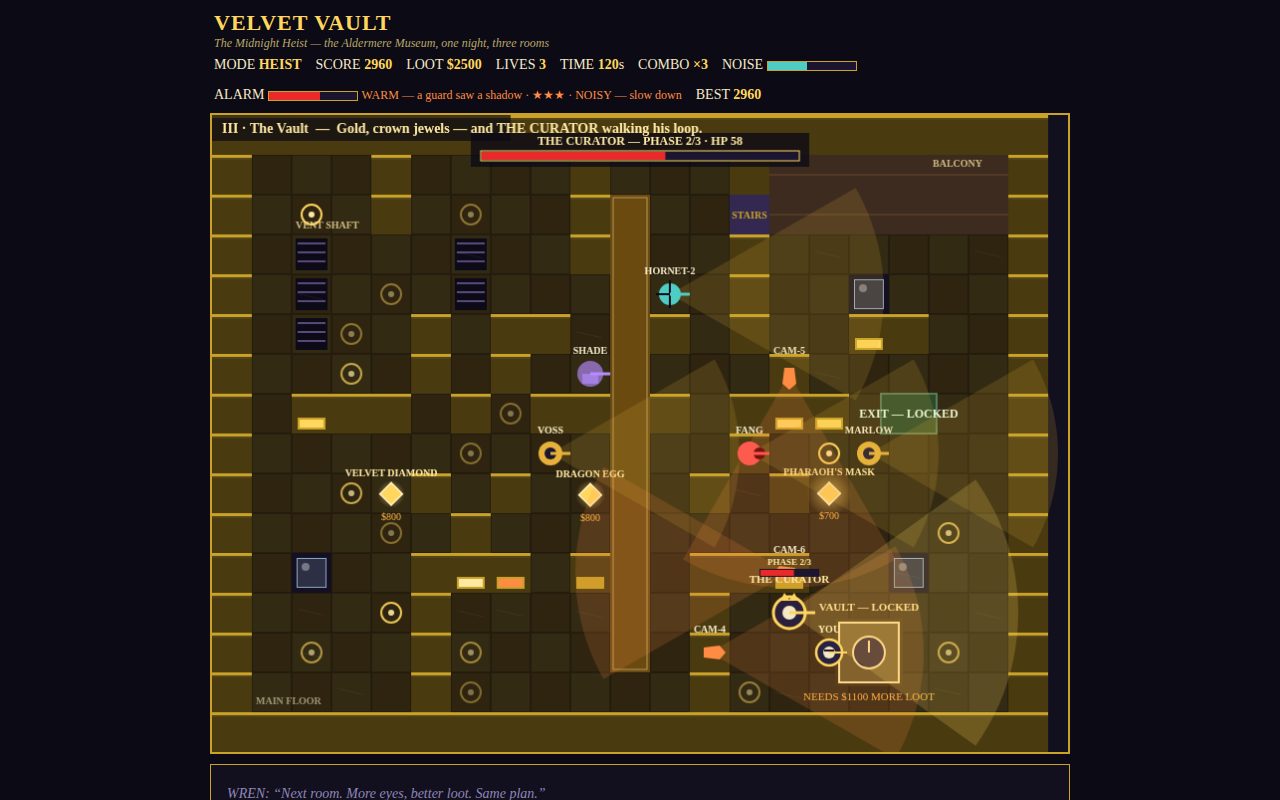 VELVET VAULT
The Midnight Heist — the Aldermere Museum, one night, three rooms
MODE HEIST SCORE 2960 LOOT $2500 LIVES 3 TIME 120s COMBO ×3 NOISE
ALARM WARM — a guard saw a shadow · ★★★ · NOISY — slow down BEST 2960
III · The Vault — Gold, crown jewels — and THE CURATOR walking his loop.
THE CURATOR — PHASE 2/3 · HP 58
BALCONY
STAIRS
VENT SHAFT
HORNET-2
SHADE
CAM-5
EXIT — LOCKED
VOSS
FANG
MARLOW
VELVET DIAMOND
DRAGON EGG
PHARAOH'S MASK
$800
$800
$700
CAM-6
PHASE 2/3
THE CURATOR
VAULT — LOCKED
CAM-4
YOU
MAIN FLOOR
NEEDS $1100 MORE LOOT
WREN: “Next room. More eyes, better loot. Same plan.”